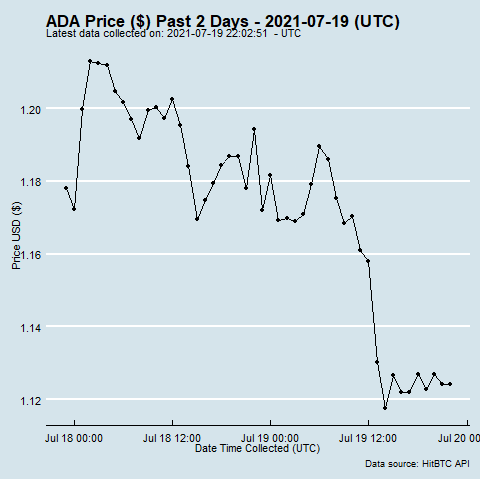 ADA Price ($) Past 2 Days - 2021-07-19 (UTC)
Latest data collected on: 2021-07-19 22:02:51 - UTC
1.20
1.18
1.16
1.14
1.12
Price USD ($)
Jul 18 00:00 Jul 18 12:00 Jul 19 00:00 Jul 19 12:00 Jul 20 00
Date Time Collected (UTC)
Data source: HitBTC API